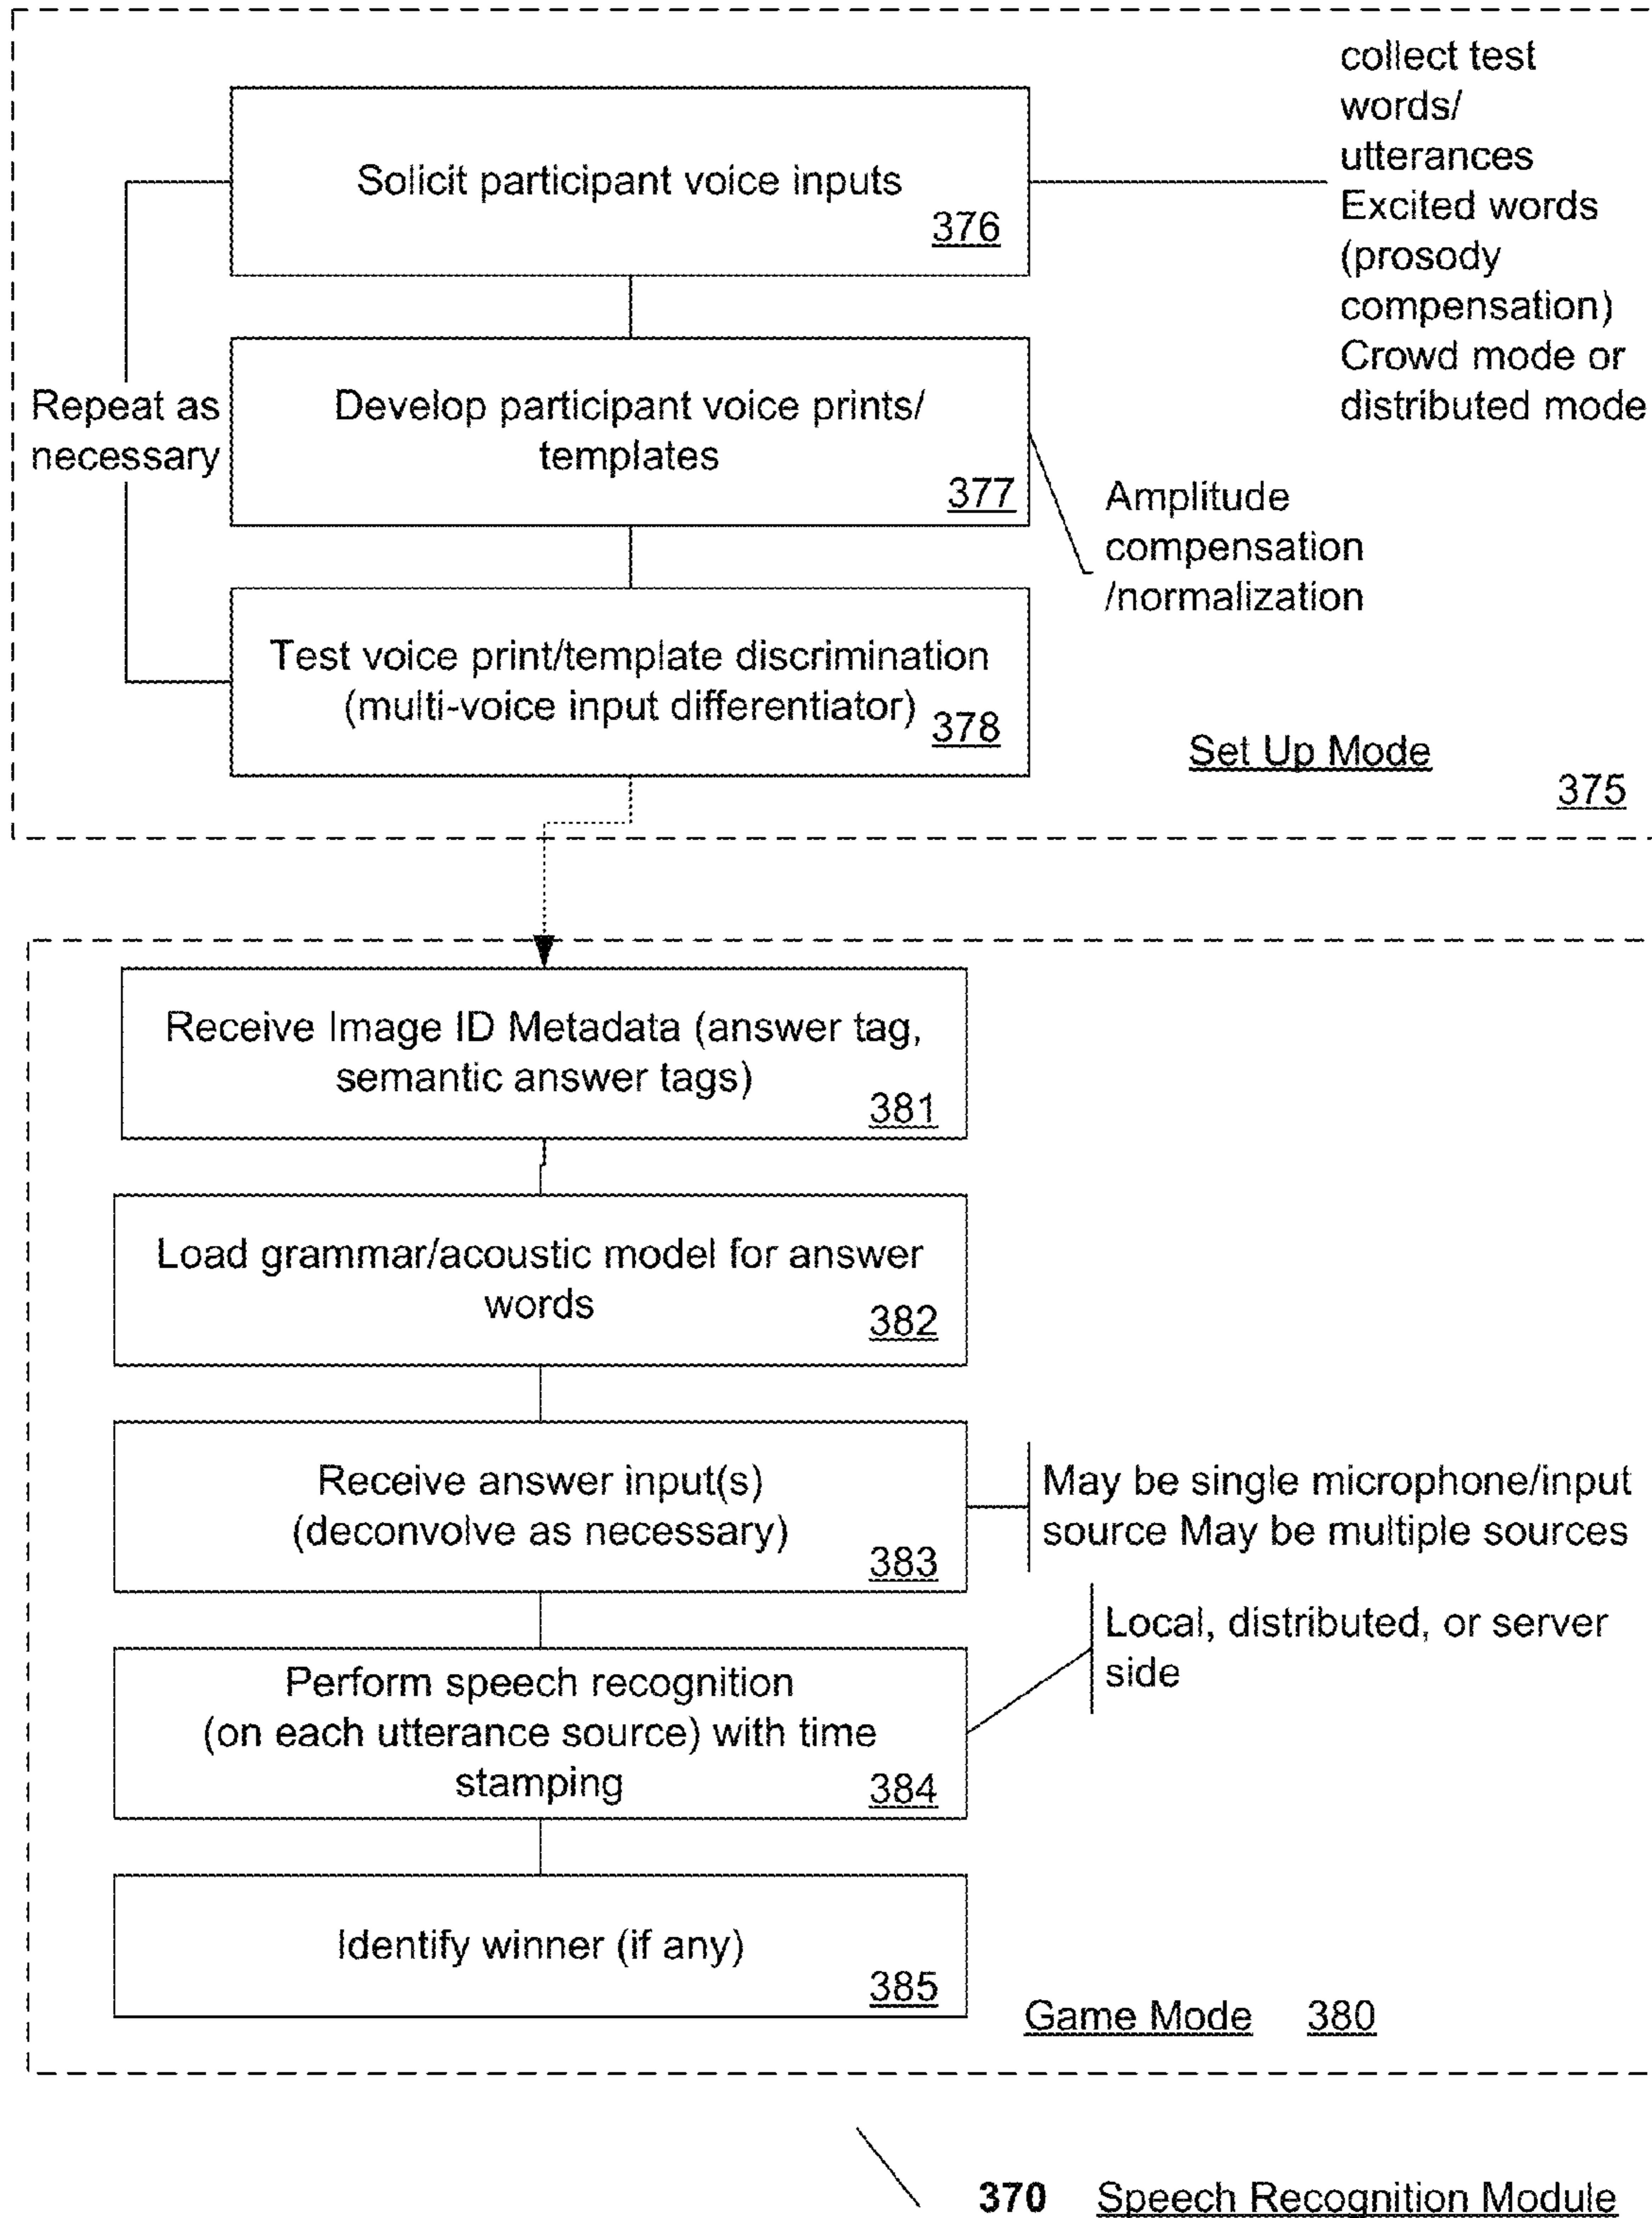 Solicit participant voice inputs
376
collect test
words/
utterances
Excited words
(prosody
compensation)
Crowd mode or
distributed mode
Repeat as
necessary
Develop participant voice prints/
templates
377
Amplitude
compensation
/normalization
Test voice print/template discrimination
(multi-voice input differentiator)
378
Set Up Mode
375
Receive Image ID Metadata (answer tag,
semantic answer tags)
381
Load grammar/acoustic model for answer
words
382
Receive answer input(s)
(deconvolve as necessary)
383
May be single microphone/input
source May be multiple sources
Perform speech recognition
(on each utterance source) with time
stamping
384
Local, distributed, or server
side
Identify winner (if any)
385
Game Mode 380
370 Speech Recognition Module